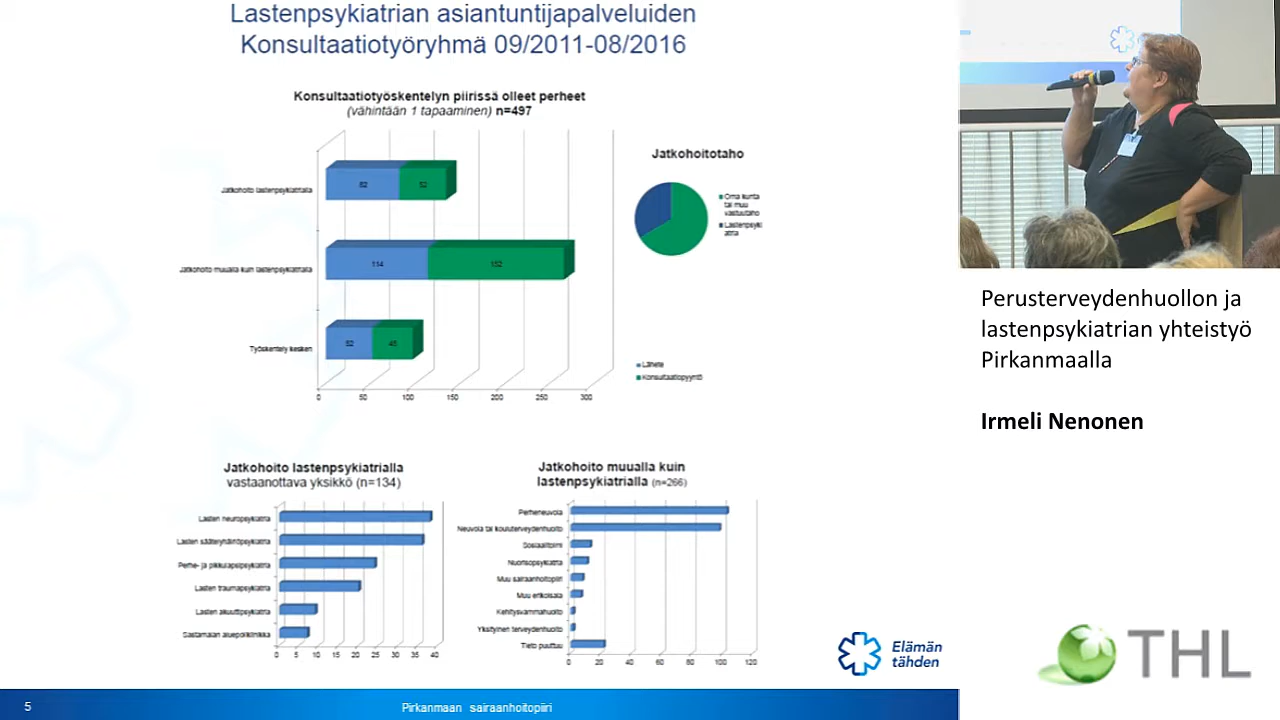 Lastenpsykiatrian asiantuntijapalveluiden
Konsultaatiotyöryhmä 09/2011-08/2016
Konsultaatiotyöskentelyn piirissä olleet perheet
(vähintään 1 tapaaminen) n=497
Jatkohoito lastenpsykiatrialla
82
52
Jatkohoito muualla kuin lastenpsykiatrialla
114
152
Työskentely kesken
52
45
0 50 100 150 200 250 300
Lähete
Konsultaatiopyyntö
Jatkohoitotaho
Oma kunta
tai muu
vastuutaho
Lastenpsyki
atria
Jatkohoito lastenpsykiatrialla
vastaanottava yksikkö (n=134)
Lasten neuropsykiatria
Perhe- ja pikkulapsipsykiatria
Lasten traumapsykiatria
Lasten akuuttipsykiatria
Sastamalan aluepoliklinikka
0 5 10 15 20 25 30 35 40
Jatkohoito muualla kuin
lastenpsykiatrialla (n=266)
Perheneuvola
Neuvola tai kouluterveydenhuolto
Sosiaalitoimi
Nuorisopsykiatria
Muu sairaanhoitopiiri
Muu erikoisala
Kehitysvammahuolto
Yksityinen terveydenhuolto
Tieto puuttuu
0 20 40 60 80 100 120
Elämän
tähden
5
Pirkanmaan sairaanhoitopiiri
Perusterveydenhuollon ja
lastenpsykiatrian yhteistyö
Pirkanmaalla
Irmeli Nenonen
THL